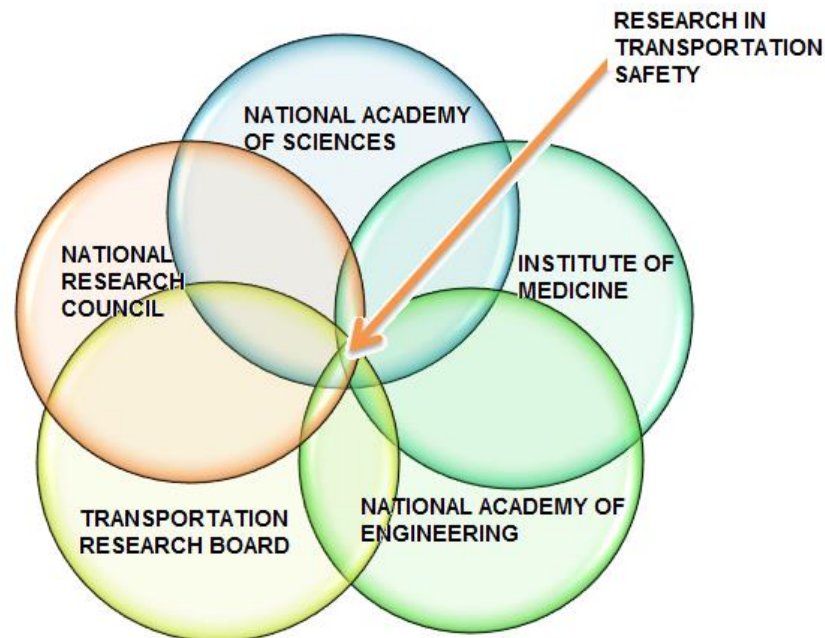 RESEARCH IN
TRANSPORTATION
SAFETY
NATIONAL ACADEMY
OF SCIENCES
NATIONAL
RESEARCH
COUNCIL
INSTITUTE OF
MEDICINE
TRANSPORTATION
RESEARCH BOARD
NATIONAL ACADEMY OF
ENGINEERING